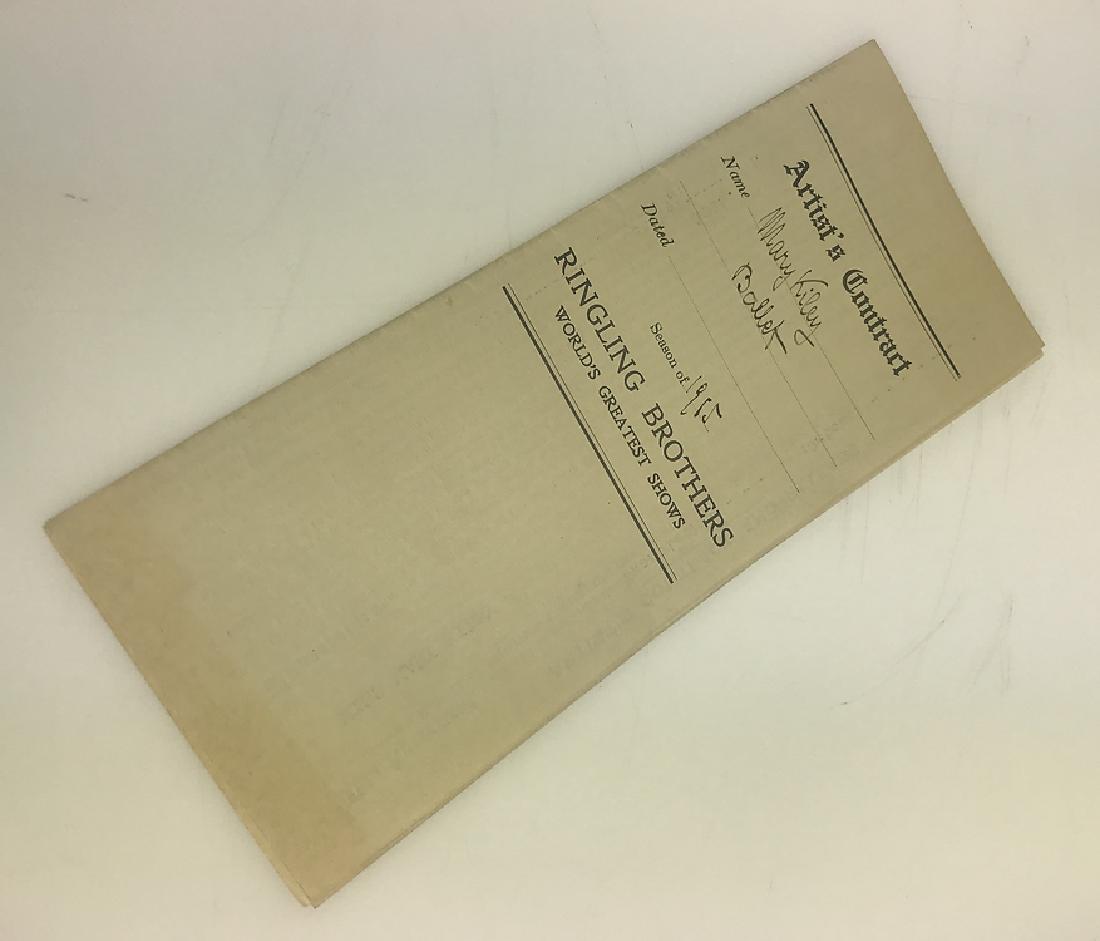 Artist's Contract
Name Mary Kiley
Ballet
Dated
Season of 1915.
RINGLING BROTHERS
WORLD'S GREATEST SHOWS